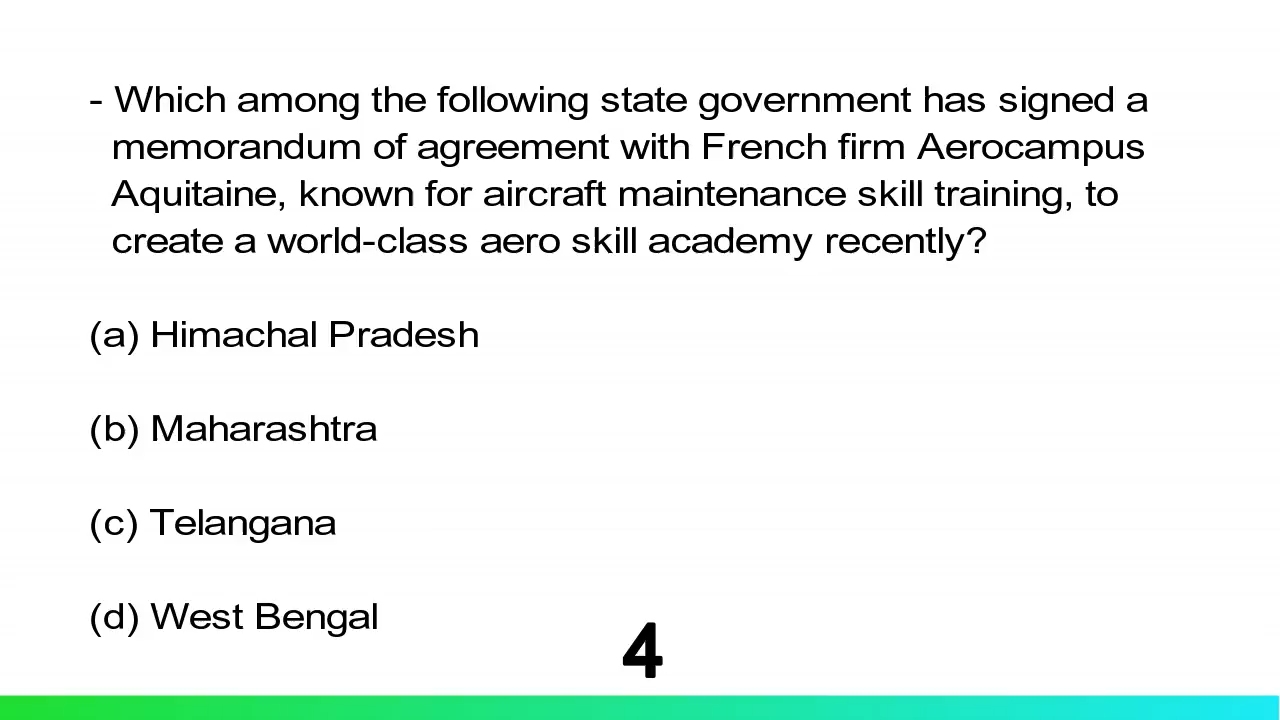 - Which among the following state government has signed a
memorandum of agreement with French firm Aerocampus
Aquitaine, known for aircraft maintenance skill training, to
create a world-class aero skill academy recently?
(a) Himachal Pradesh
(b) Maharashtra
(c) Telangana
(d) West Bengal
4